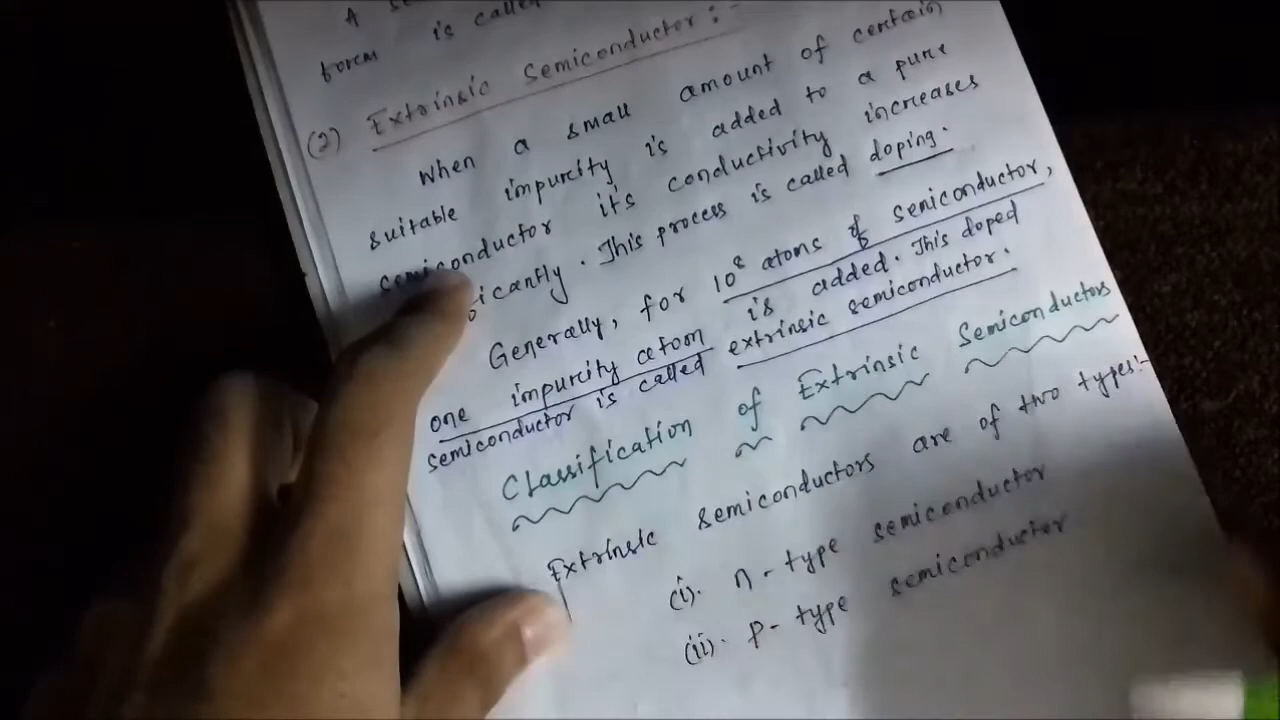 A
is called
form
(2) Extrinsic Semiconductor :-
When a small amount of certain
suitable impurity is added to a pure
semiconductor it's conductivity increases
icantly. This process is called doping.
Generally, for 10⁸ atoms of semiconductor,
one impurity atom is added. This doped
semiconductor is called extrinsic semiconductor.
Classification of Extrinsic Semiconductors
Extrinsic semiconductors are of two types:-
(i). n-type semiconductor
(ii). p-type semiconductor